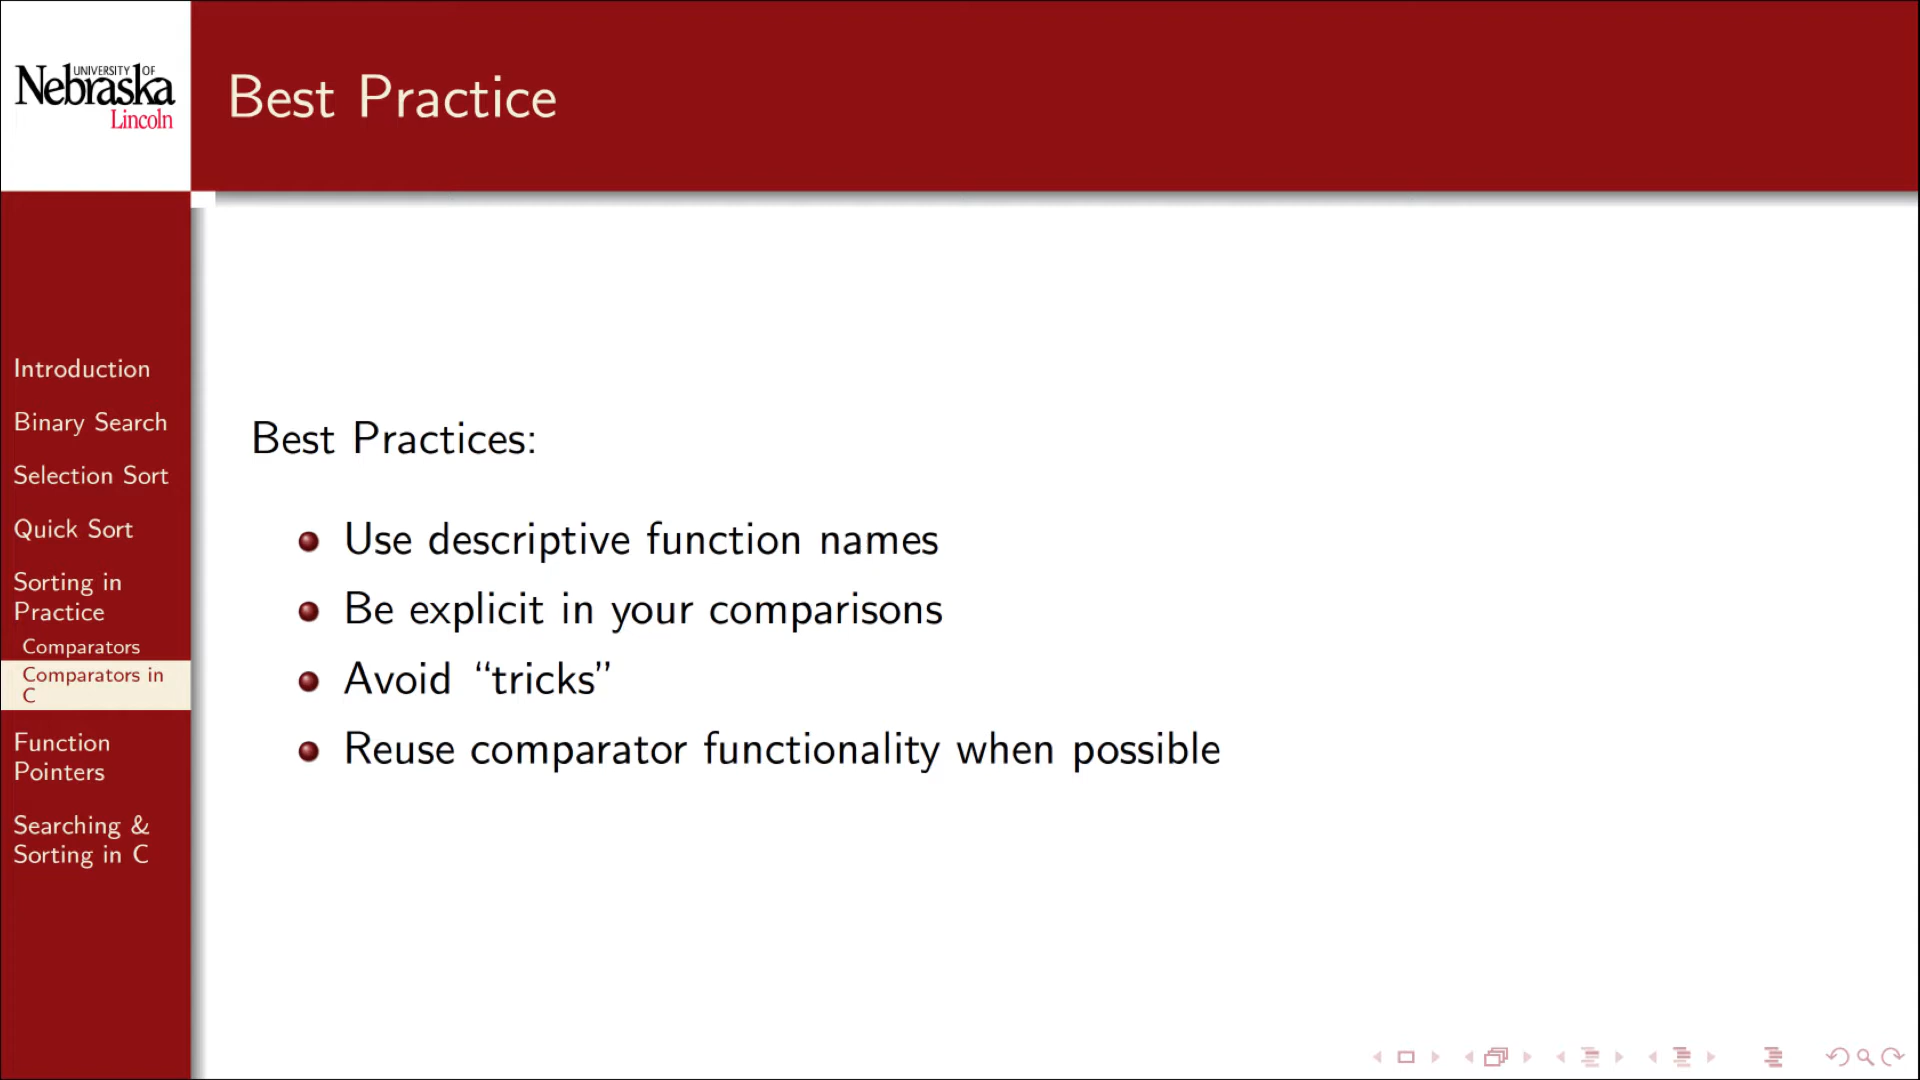 UNIVERSITY OF
Nebraska
Lincoln
Best Practice
Introduction
Binary Search
Selection Sort
Quick Sort
Sorting in
Practice
Comparators
Comparators in
C
Function
Pointers
Searching &
Sorting in C
Best Practices:
Use descriptive function names
Be explicit in your comparisons
Avoid “tricks”
Reuse comparator functionality when possible